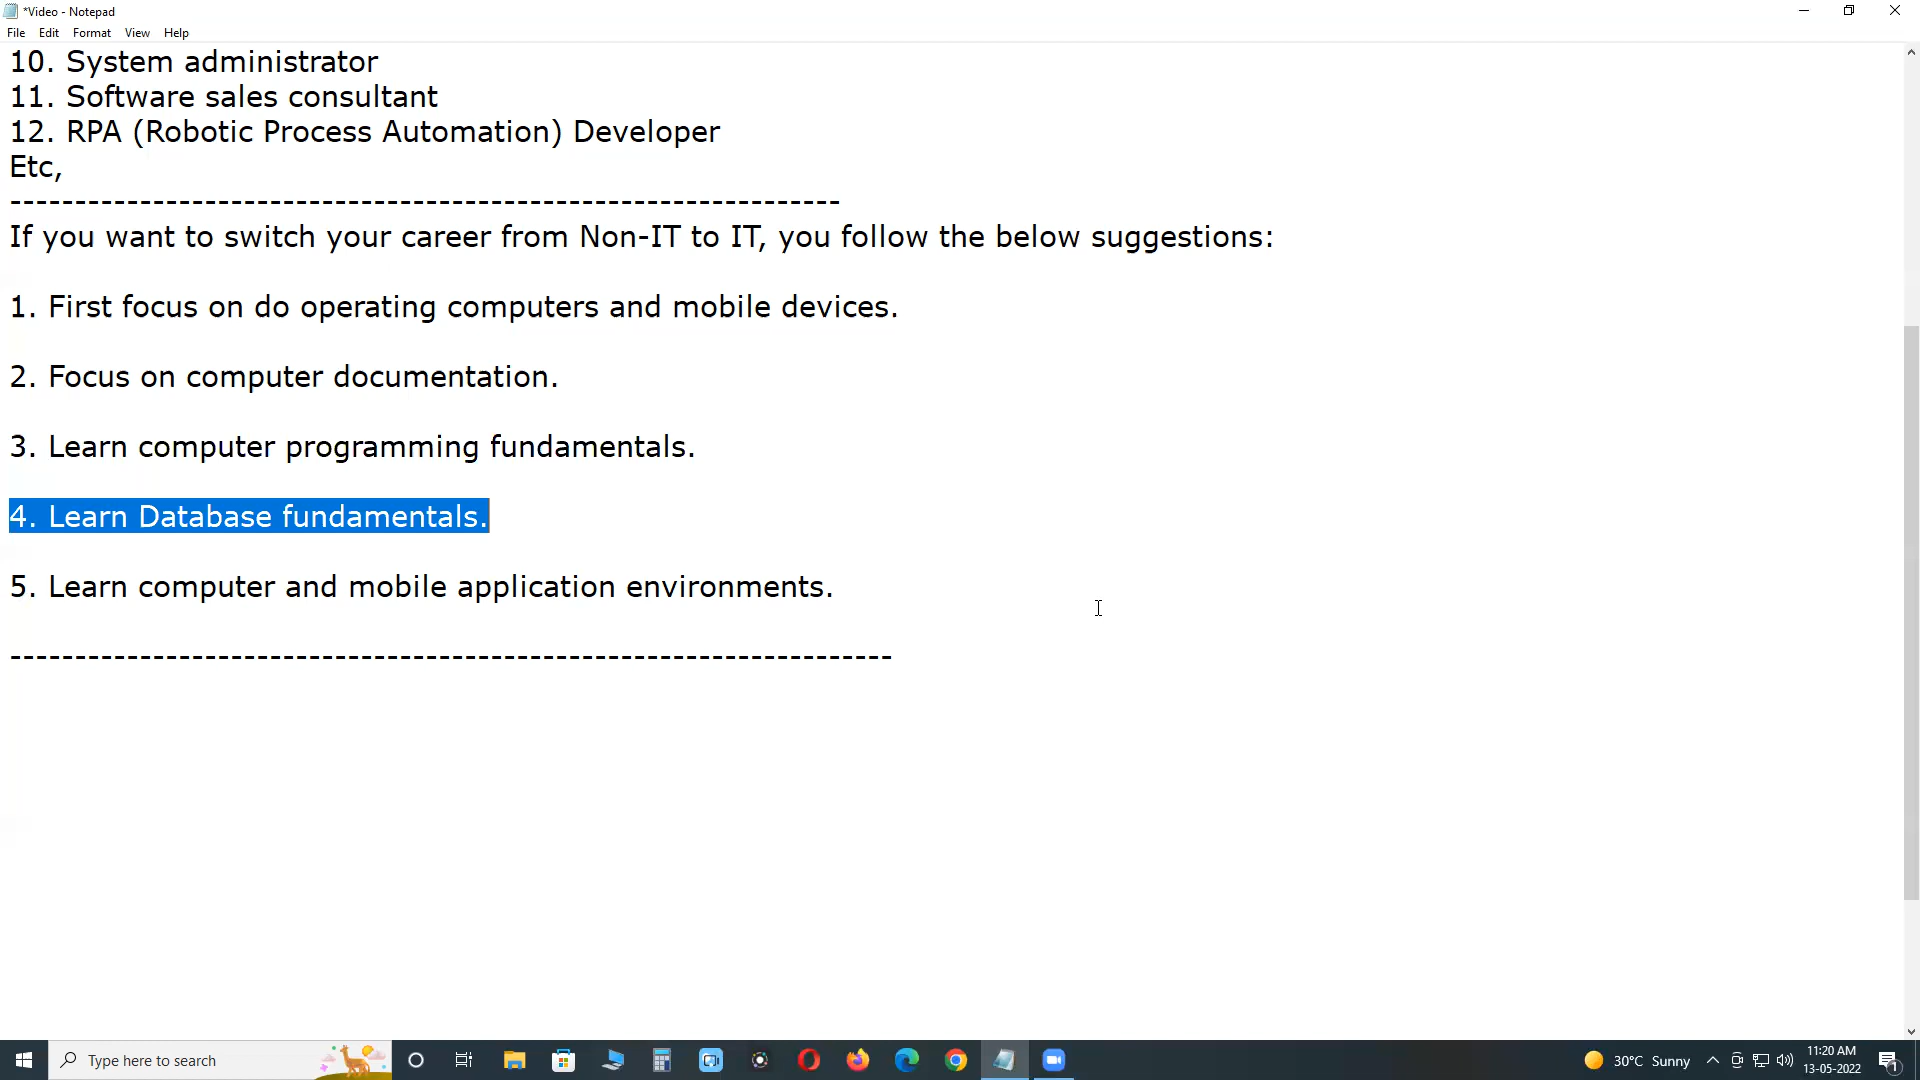 *Video - Notepad
File Edit Format View Help
10. System administrator
11. Software sales consultant
12. RPA (Robotic Process Automation) Developer
Etc,
----------------------------------------------------------------
If you want to switch your career from Non-IT to IT, you follow the below suggestions:
1. First focus on do operating computers and mobile devices.
2. Focus on computer documentation.
3. Learn computer programming fundamentals.
4. Learn Database fundamentals.
5. Learn computer and mobile application environments.
--------------------------------------------------------------------
Type here to search
30°C Sunny
11:20 AM
13-05-2022
1